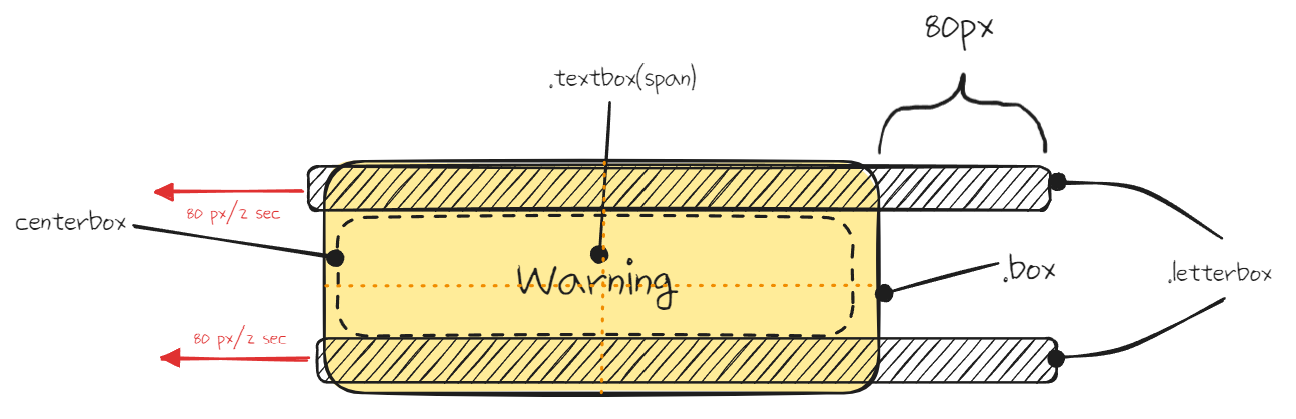 80px
.textbox(span)
80 px/2 sec
centerbox
Warning
.box
.letterbox
80 px/2 sec